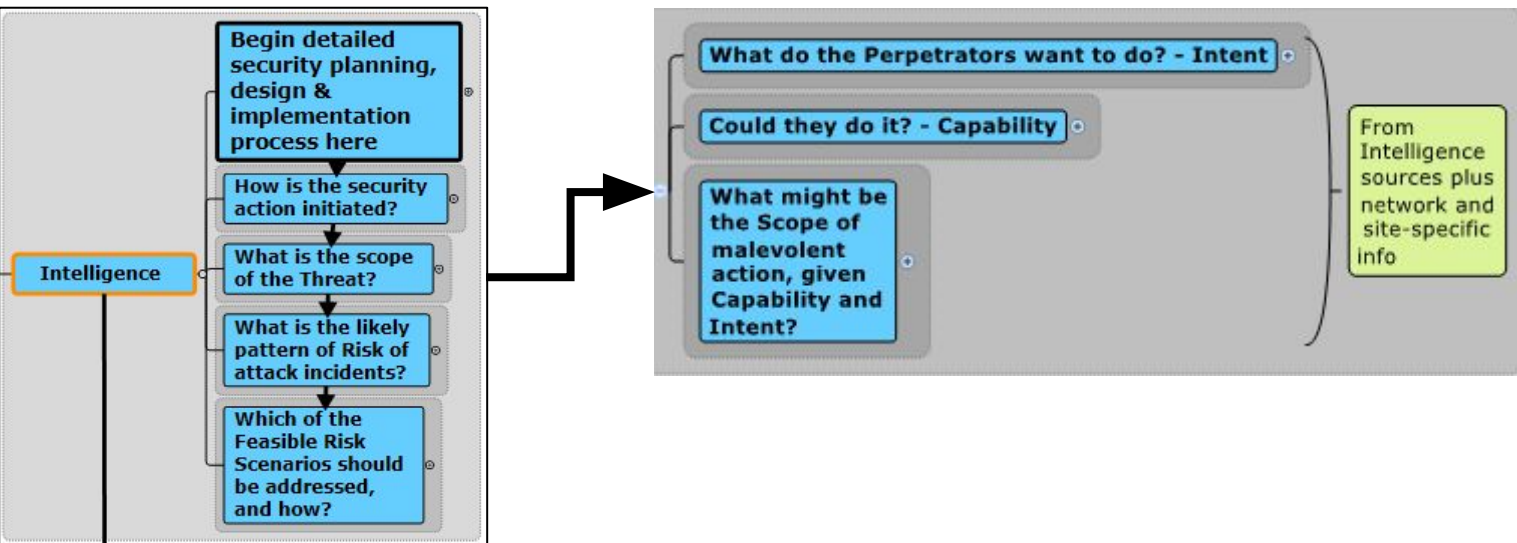 Begin detailed
security planning,
design &
implementation
process here
How is the security
action initiated?
Intelligence
What is the scope
of the Threat?
What is the likely
pattern of Risk of
attack incidents?
Which of the
Feasible Risk
Scenarios should
be addressed,
and how?
What do the Perpetrators want to do? - Intent
Could they do it? - Capability
What might be
the Scope of
malevolent
action, given
Capability and
Intent?
From
Intelligence
sources plus
network and
site-specific
info